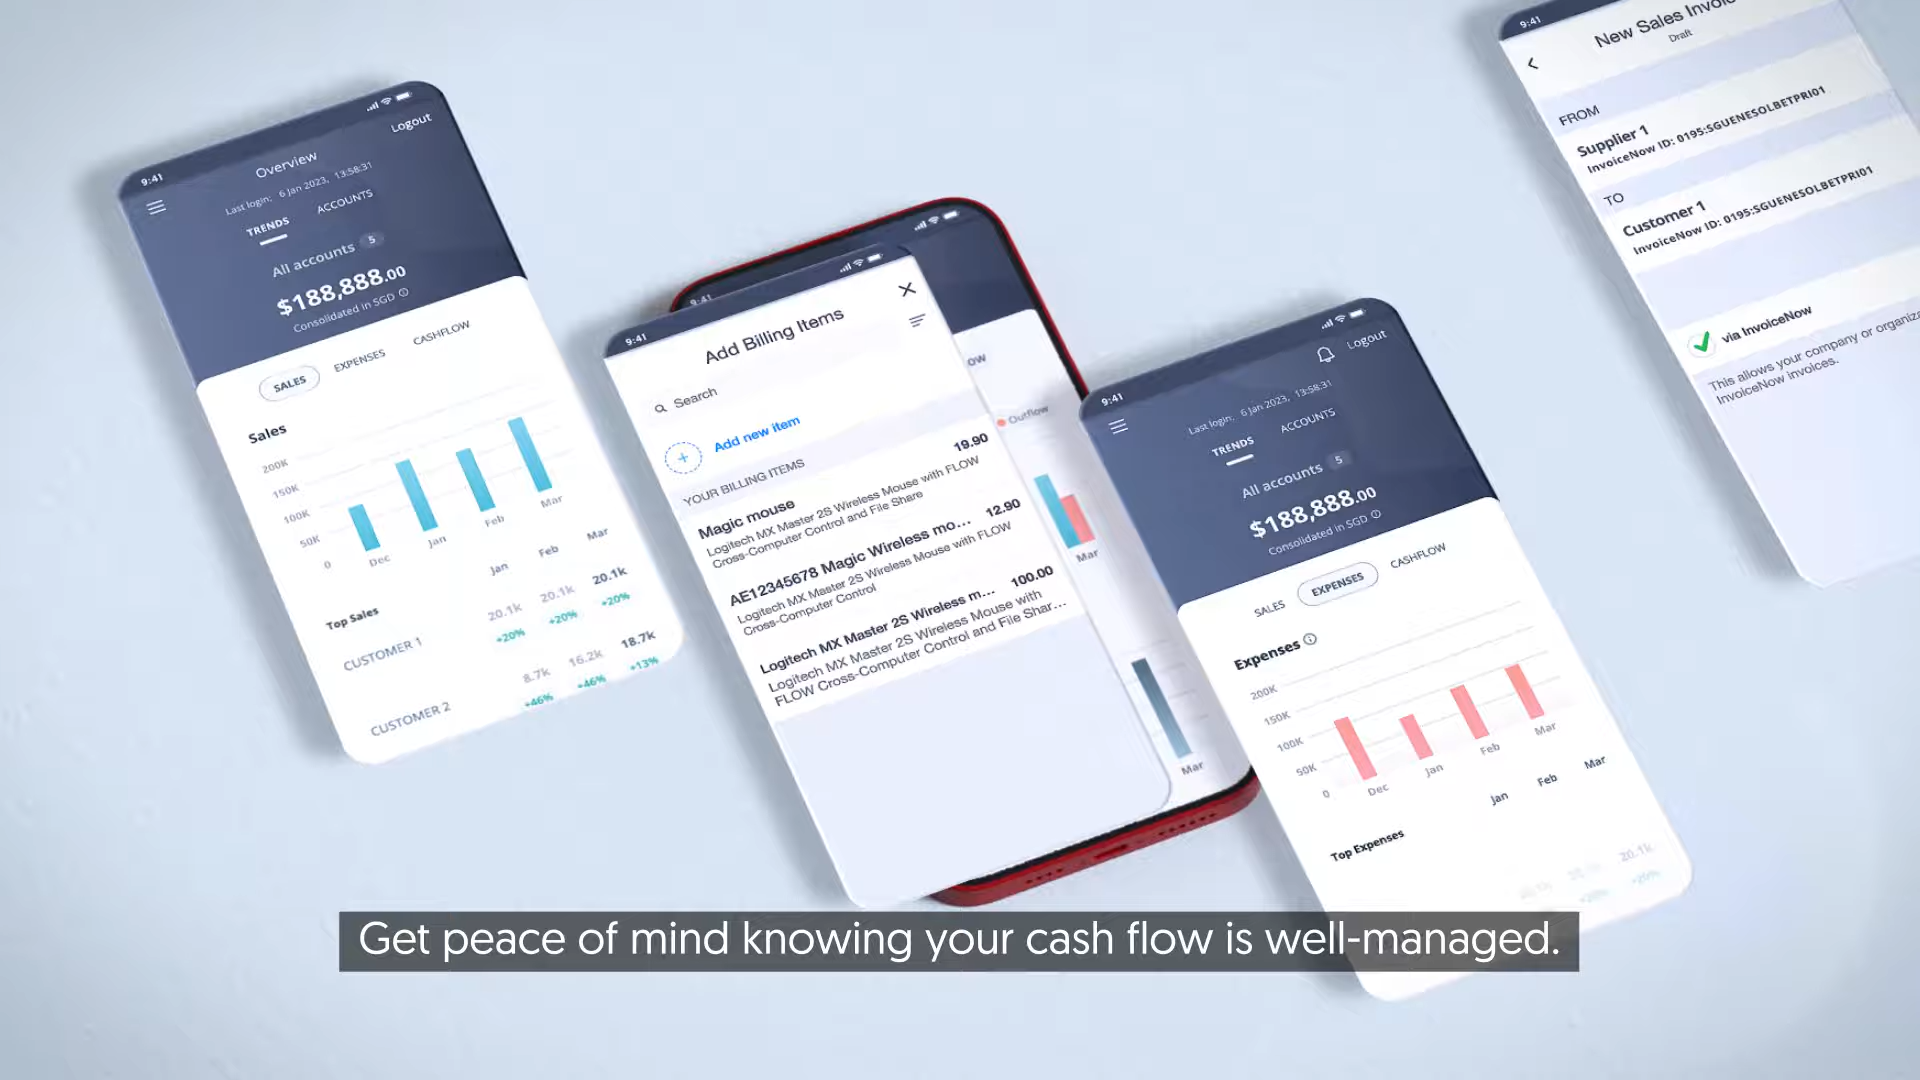 9:41
Logout
Overview
Last login: 6 Jan 2023, 13:58:31
TRENDS ACCOUNTS
All accounts 5
$188,888.00
Consolidated in SGD
SALES EXPENSES CASHFLOW
Sales
200K
150K
100K
50K
0
Dec Jan Feb Mar
Jan Feb Mar
Top Sales
CUSTOMER 1 20.1k 20.1k 20.1k
+20% +20% +20%
CUSTOMER 2 8.7k 16.2k 18.7k
+46% +46% +13%
9:41
Outflow
Mar
Mar
9:41
Add Billing Items
Search
Add new item
YOUR BILLING ITEMS
Magic mouse 19.90
Logitech MX Master 2S Wireless Mouse with FLOW
Cross-Computer Control and File Share
AE12345678 Magic Wireless mo... 12.90
Logitech MX Master 2S Wireless Mouse with FLOW
Cross-Computer Control
Logitech MX Master 2S Wireless m... 100.00
Logitech MX Master 2S Wireless Mouse with
FLOW Cross-Computer Control and File Shar...
9:41
Logout
Last login: 6 Jan 2023, 13:58:31
TRENDS ACCOUNTS
All accounts 5
$188,888.00
Consolidated in SGD
SALES EXPENSES CASHFLOW
Expenses
200K
150K
100K
50K
0
Dec Jan Feb Mar
Jan Feb Mar
Top Expenses
20.1k
9:41
New Sales Invoic
Draft
FROM
Supplier 1
InvoiceNow ID: 0195:SGUENESOLBETPRI01
TO
Customer 1
InvoiceNow ID: 0195:SGUENESOLBETPRI01
via InvoiceNow
This allows your company or organiza
InvoiceNow invoices.
Get peace of mind knowing your cash flow is well-managed.